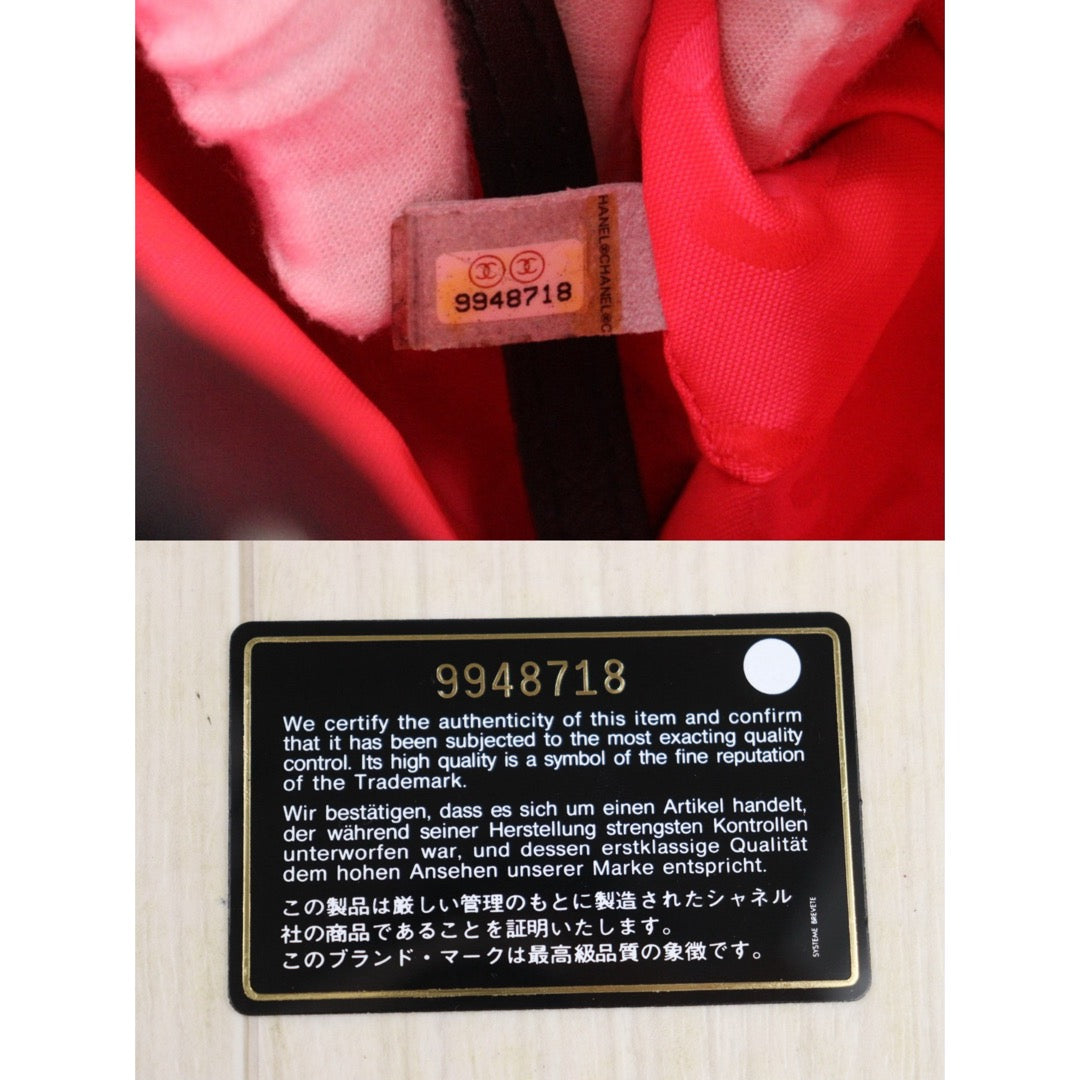 HANEL®CHANEL®C
9948718
9948718
We certify the authenticity of this item and confirm
that it has been subjected to the most exacting quality
control. Its high quality is a symbol of the fine reputation
of the Trademark.
Wir bestätigen, dass es sich um einen Artikel handelt,
der während seiner Herstellung strengsten Kontrollen
unterworfen war, und dessen erstklassige Qualität
dem hohen Ansehen unserer Marke entspricht.
この製品は厳しい管理のもとに製造されたシャネル
社の商品であることを証明いたします。
このブランド・マークは最高級品質の象徴です。
SYSTEME BREVETE